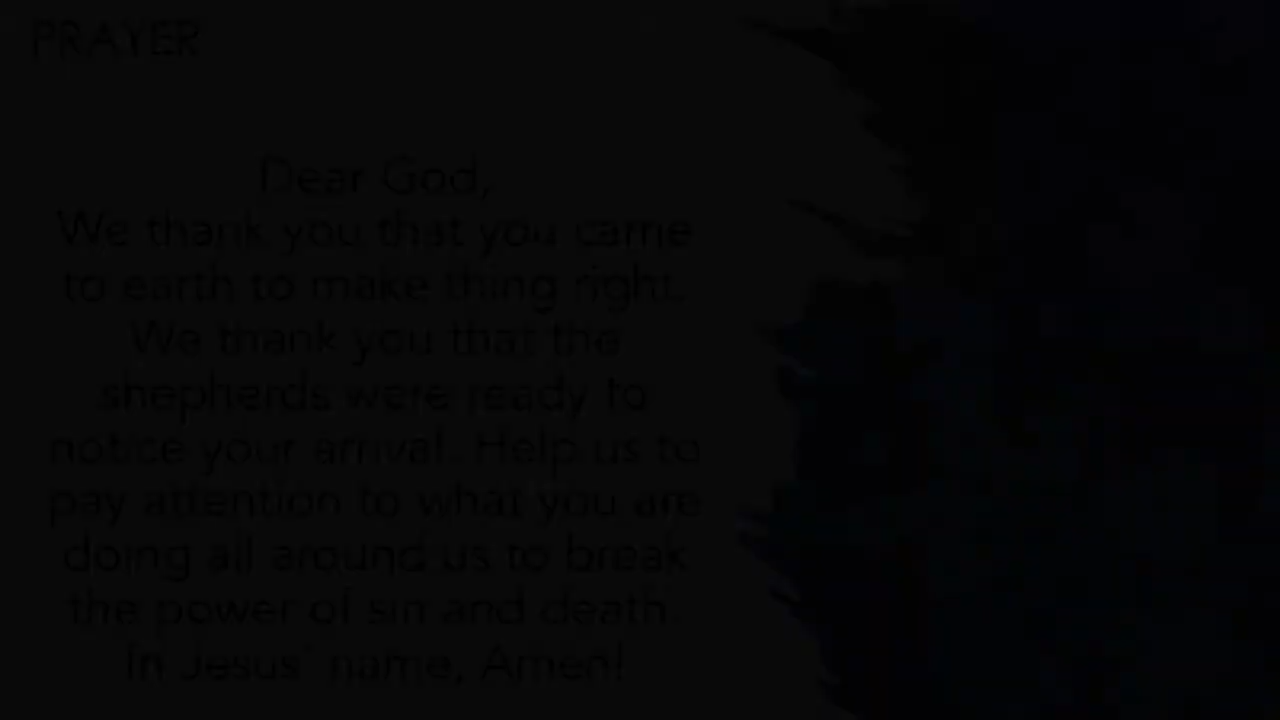 PRAYER
Dear God,
We thank you that you came
to earth to make thing right.
We thank you that the
shepherds were ready to
notice your arrival. Help us to
pay attention to what you are
doing all around us to break
the power of sin and death.
In Jesus' name, Amen!